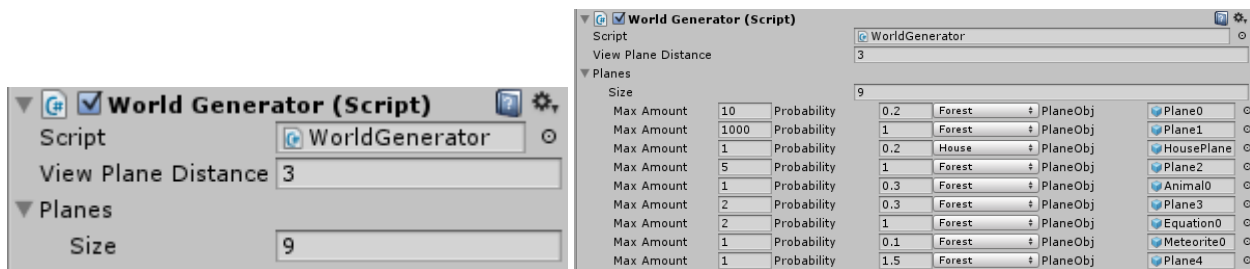 World Generator (Script)
Script WorldGenerator
View Plane Distance 3
Planes
Size 9
World Generator (Script)
Script WorldGenerator
View Plane Distance 3
Planes
Size 9
Max Amount 10 Probability 0.2 Forest PlaneObj Plane0
Max Amount 1000 Probability 1 Forest PlaneObj Plane1
Max Amount 1 Probability 0.2 House PlaneObj HousePlane
Max Amount 5 Probability 1 Forest PlaneObj Plane2
Max Amount 1 Probability 0.3 Forest PlaneObj Animal0
Max Amount 2 Probability 0.3 Forest PlaneObj Plane3
Max Amount 2 Probability 1 Forest PlaneObj Equation0
Max Amount 1 Probability 0.1 Forest PlaneObj Meteorite0
Max Amount 1 Probability 1.5 Forest PlaneObj Plane4